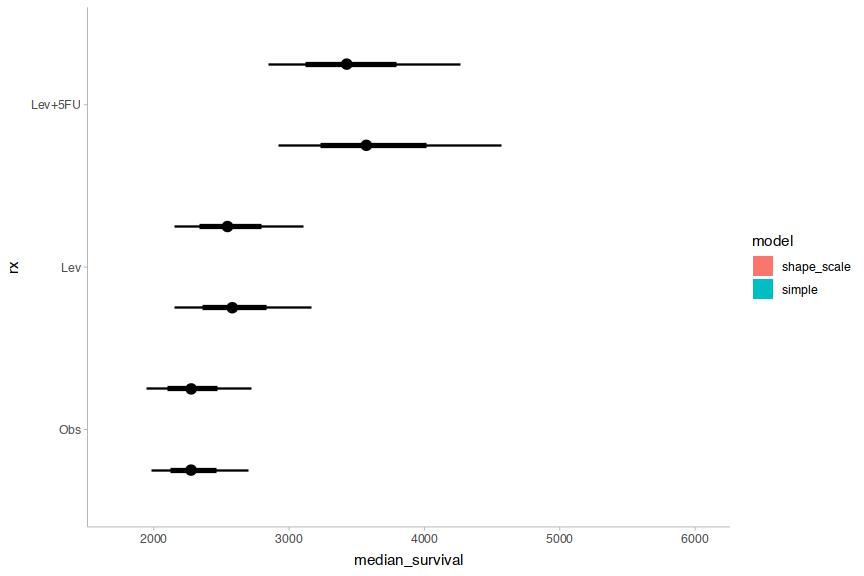 Lev+5FU
Lev
Obs
rx
2000 3000 4000 5000 6000
median_survival
model
shape_scale
simple